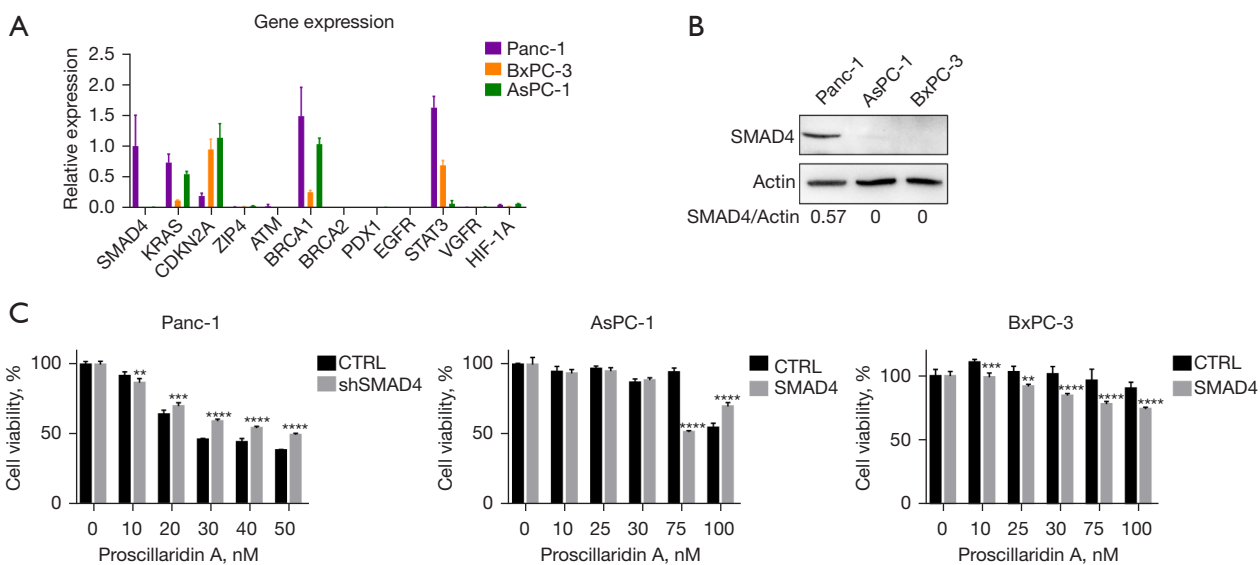 A
Gene expression
Relative expression
2.5
2.0
1.5
1.0
0.5
0.0
SMAD4
KRAS
CDKN2A
ZIP4
ATM
BRCA1
BRCA2
PDX1
EGFR
STAT3
VGFR
HIF-1A
Panc-1
BxPC-3
AsPC-1
B
Panc-1
AsPC-1
BxPC-3
SMAD4
Actin
SMAD4/Actin 0.57 0 0
C
Panc-1
Cell viability, %
100
50
0
** *** **** **** ****
CTRL
shSMAD4
0 10 20 30 40 50
Proscillaridin A, nM
AsPC-1
Cell viability, %
100
50
0
**** ****
CTRL
SMAD4
0 10 25 30 75 100
Proscillaridin A, nM
BxPC-3
Cell viability, %
100
50
0
*** ** **** **** ****
CTRL
SMAD4
0 10 25 30 75 100
Proscillaridin A, nM